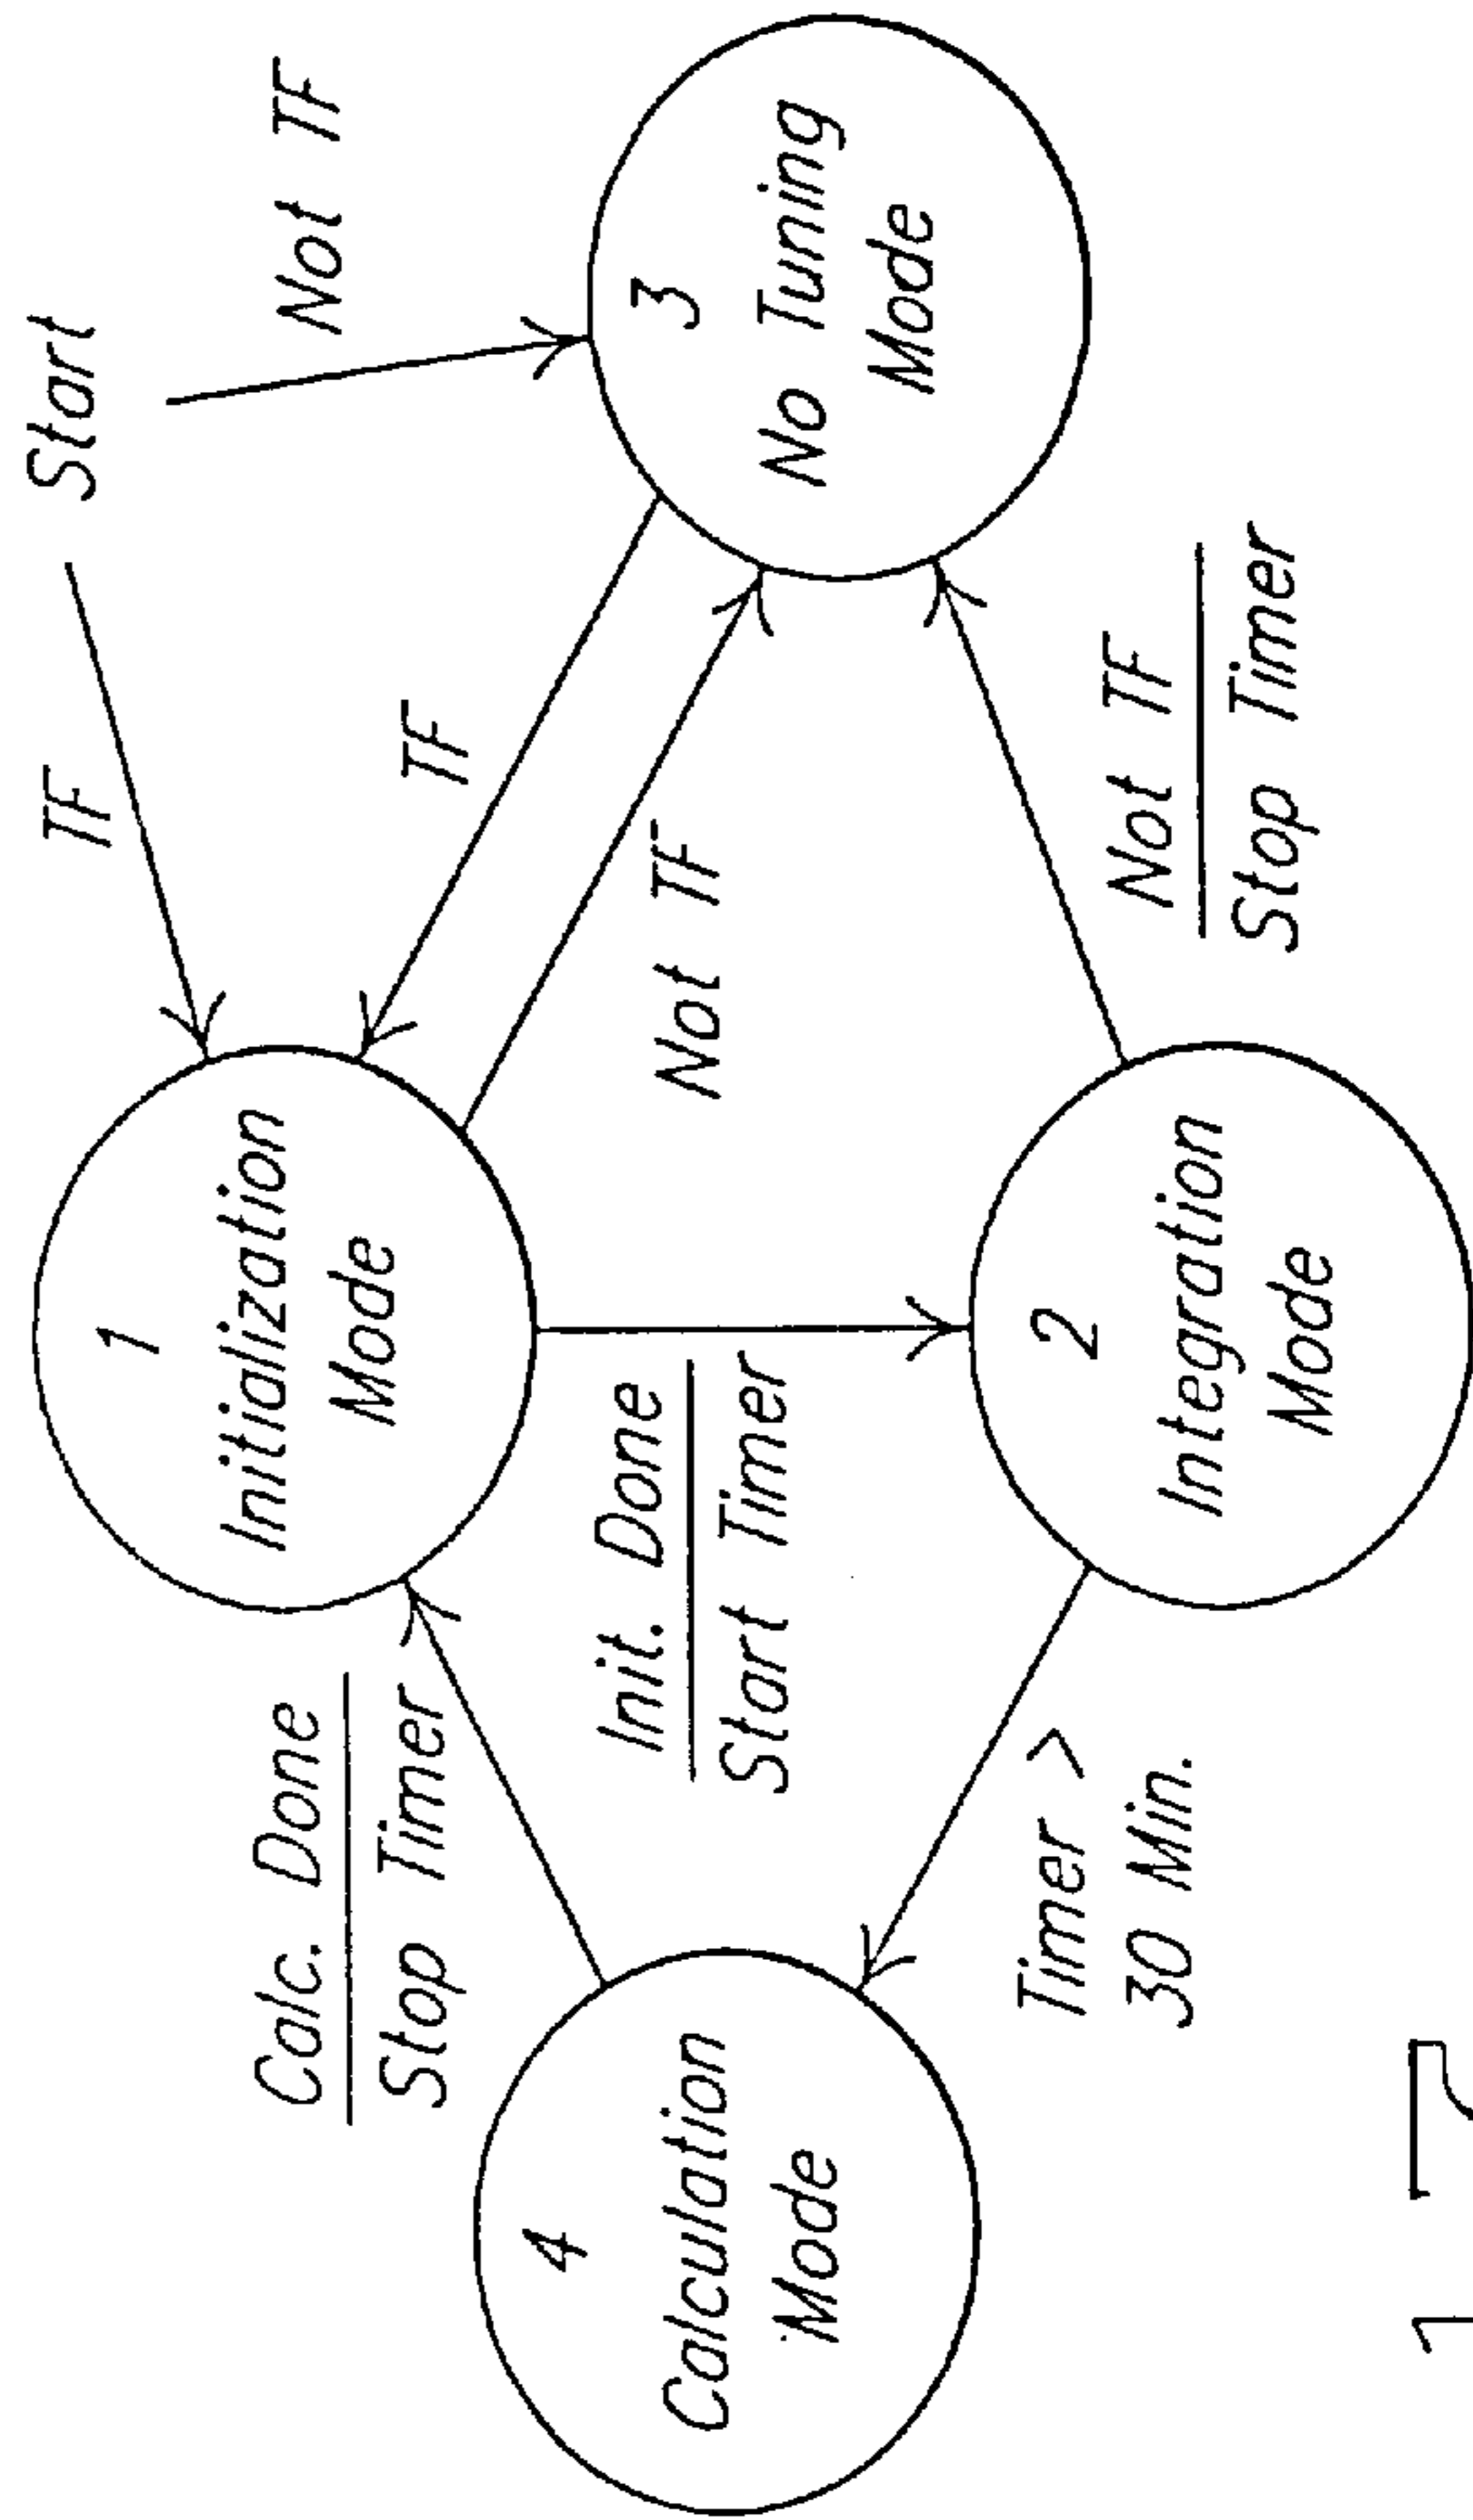 Start
TF
Not TF
1
Initialization
Mode
TF
Calc. Done
Stop Timer
Not TF
3
No Tuning
Mode
4
Calculation
Mode
Init. Done
Start Timer
2
Integration
Mode
Timer >
30 Min.
Not TF
Stop Timer